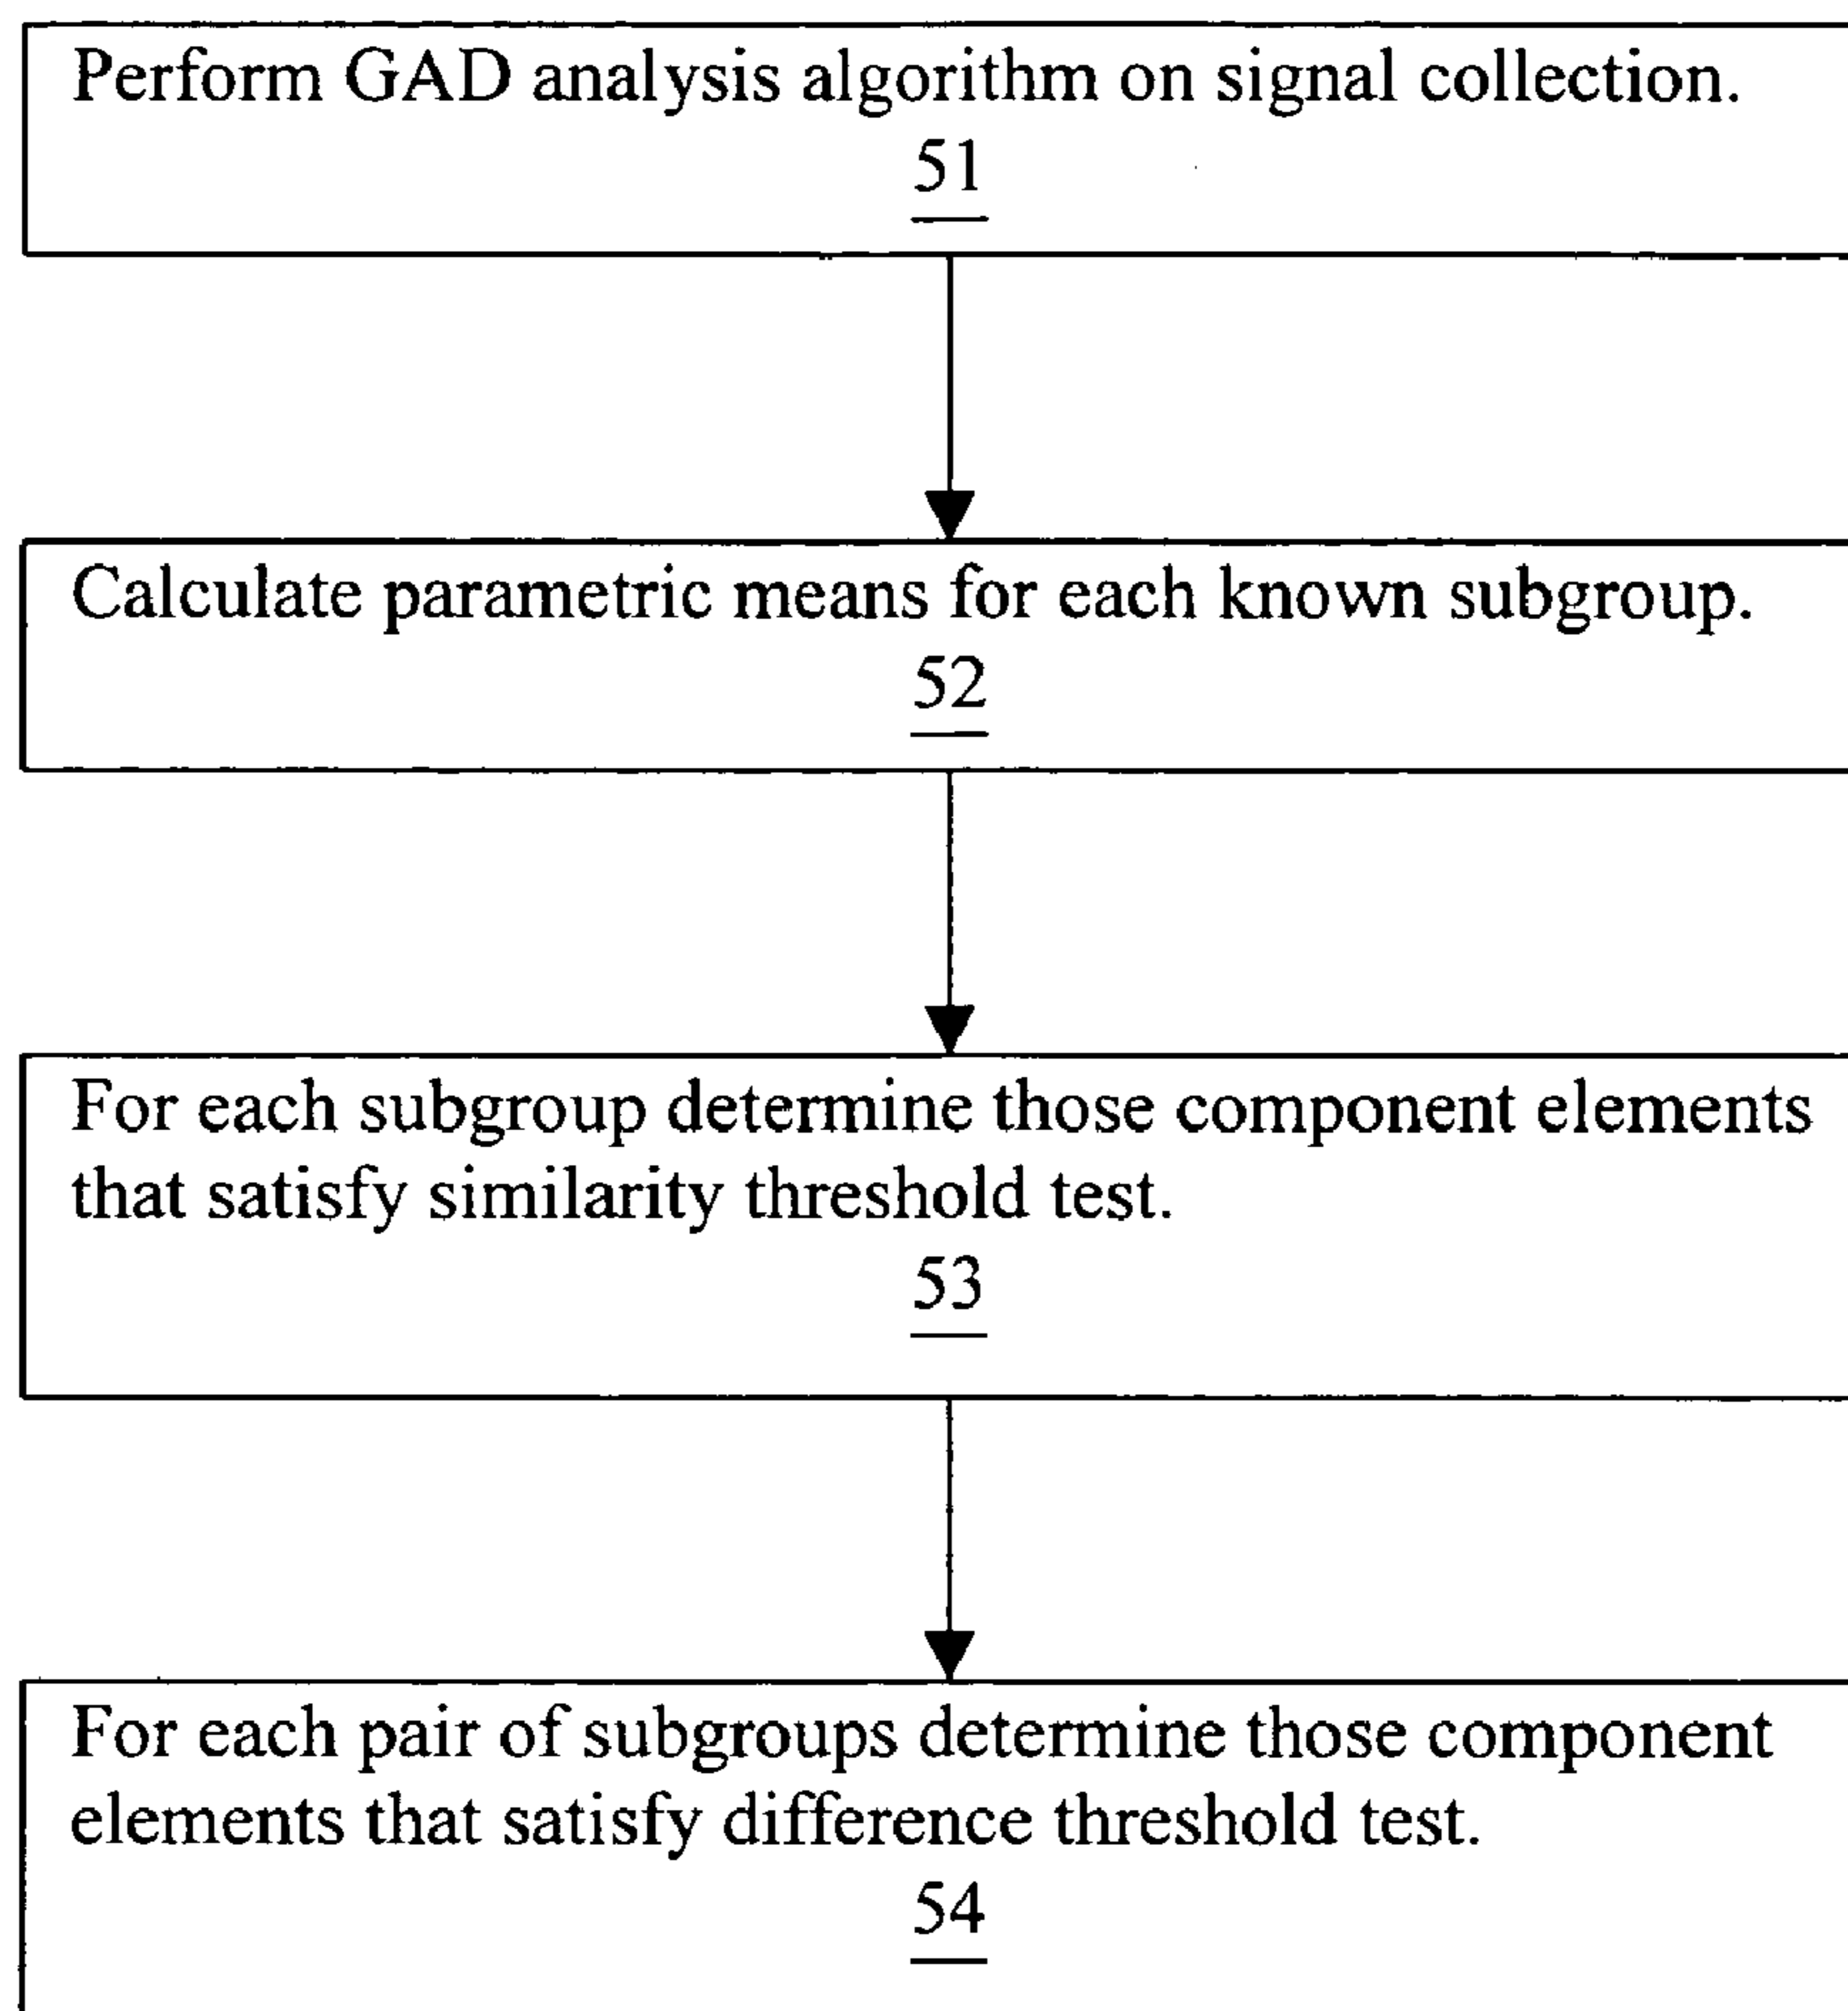 Perform GAD analysis algorithm on signal collection.
51
Calculate parametric means for each known subgroup.
52
For each subgroup determine those component elements
that satisfy similarity threshold test.
53
For each pair of subgroups determine those component
elements that satisfy difference threshold test.
54